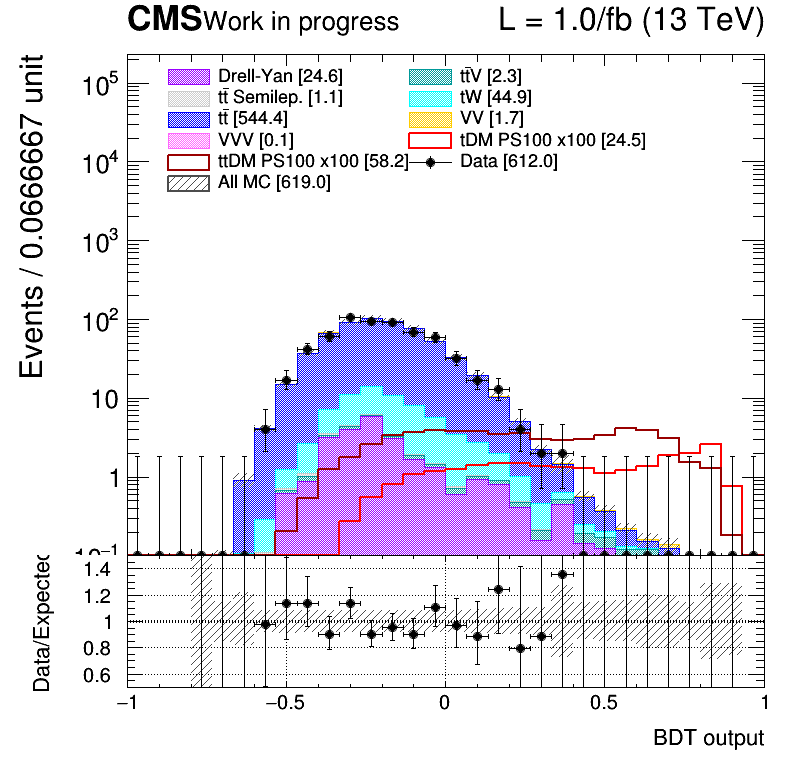 CMS Work in progress L = 1.0/fb (13 TeV)
Events / 0.0666667 unit
Drell-Yan [24.6] tt̄V [2.3]
tt̄ Semilep. [1.1] tW [44.9]
tt̄ [544.4] VV [1.7]
VVV [0.1] tDM PS100 x100 [24.5]
ttDM PS100 x100 [58.2] Data [612.0]
All MC [619.0]
10⁵
10⁴
10³
10²
10
1
10⁻¹
Data/Expected
1.4
1.2
1
0.8
0.6
−1 −0.5 0 0.5 1
BDT output